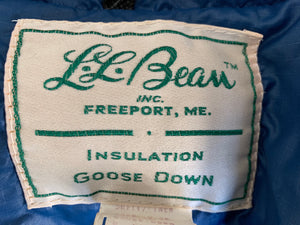 L.L. Bean™
INC.
FREEPORT, ME.
INSULATION
GOOSE DOWN